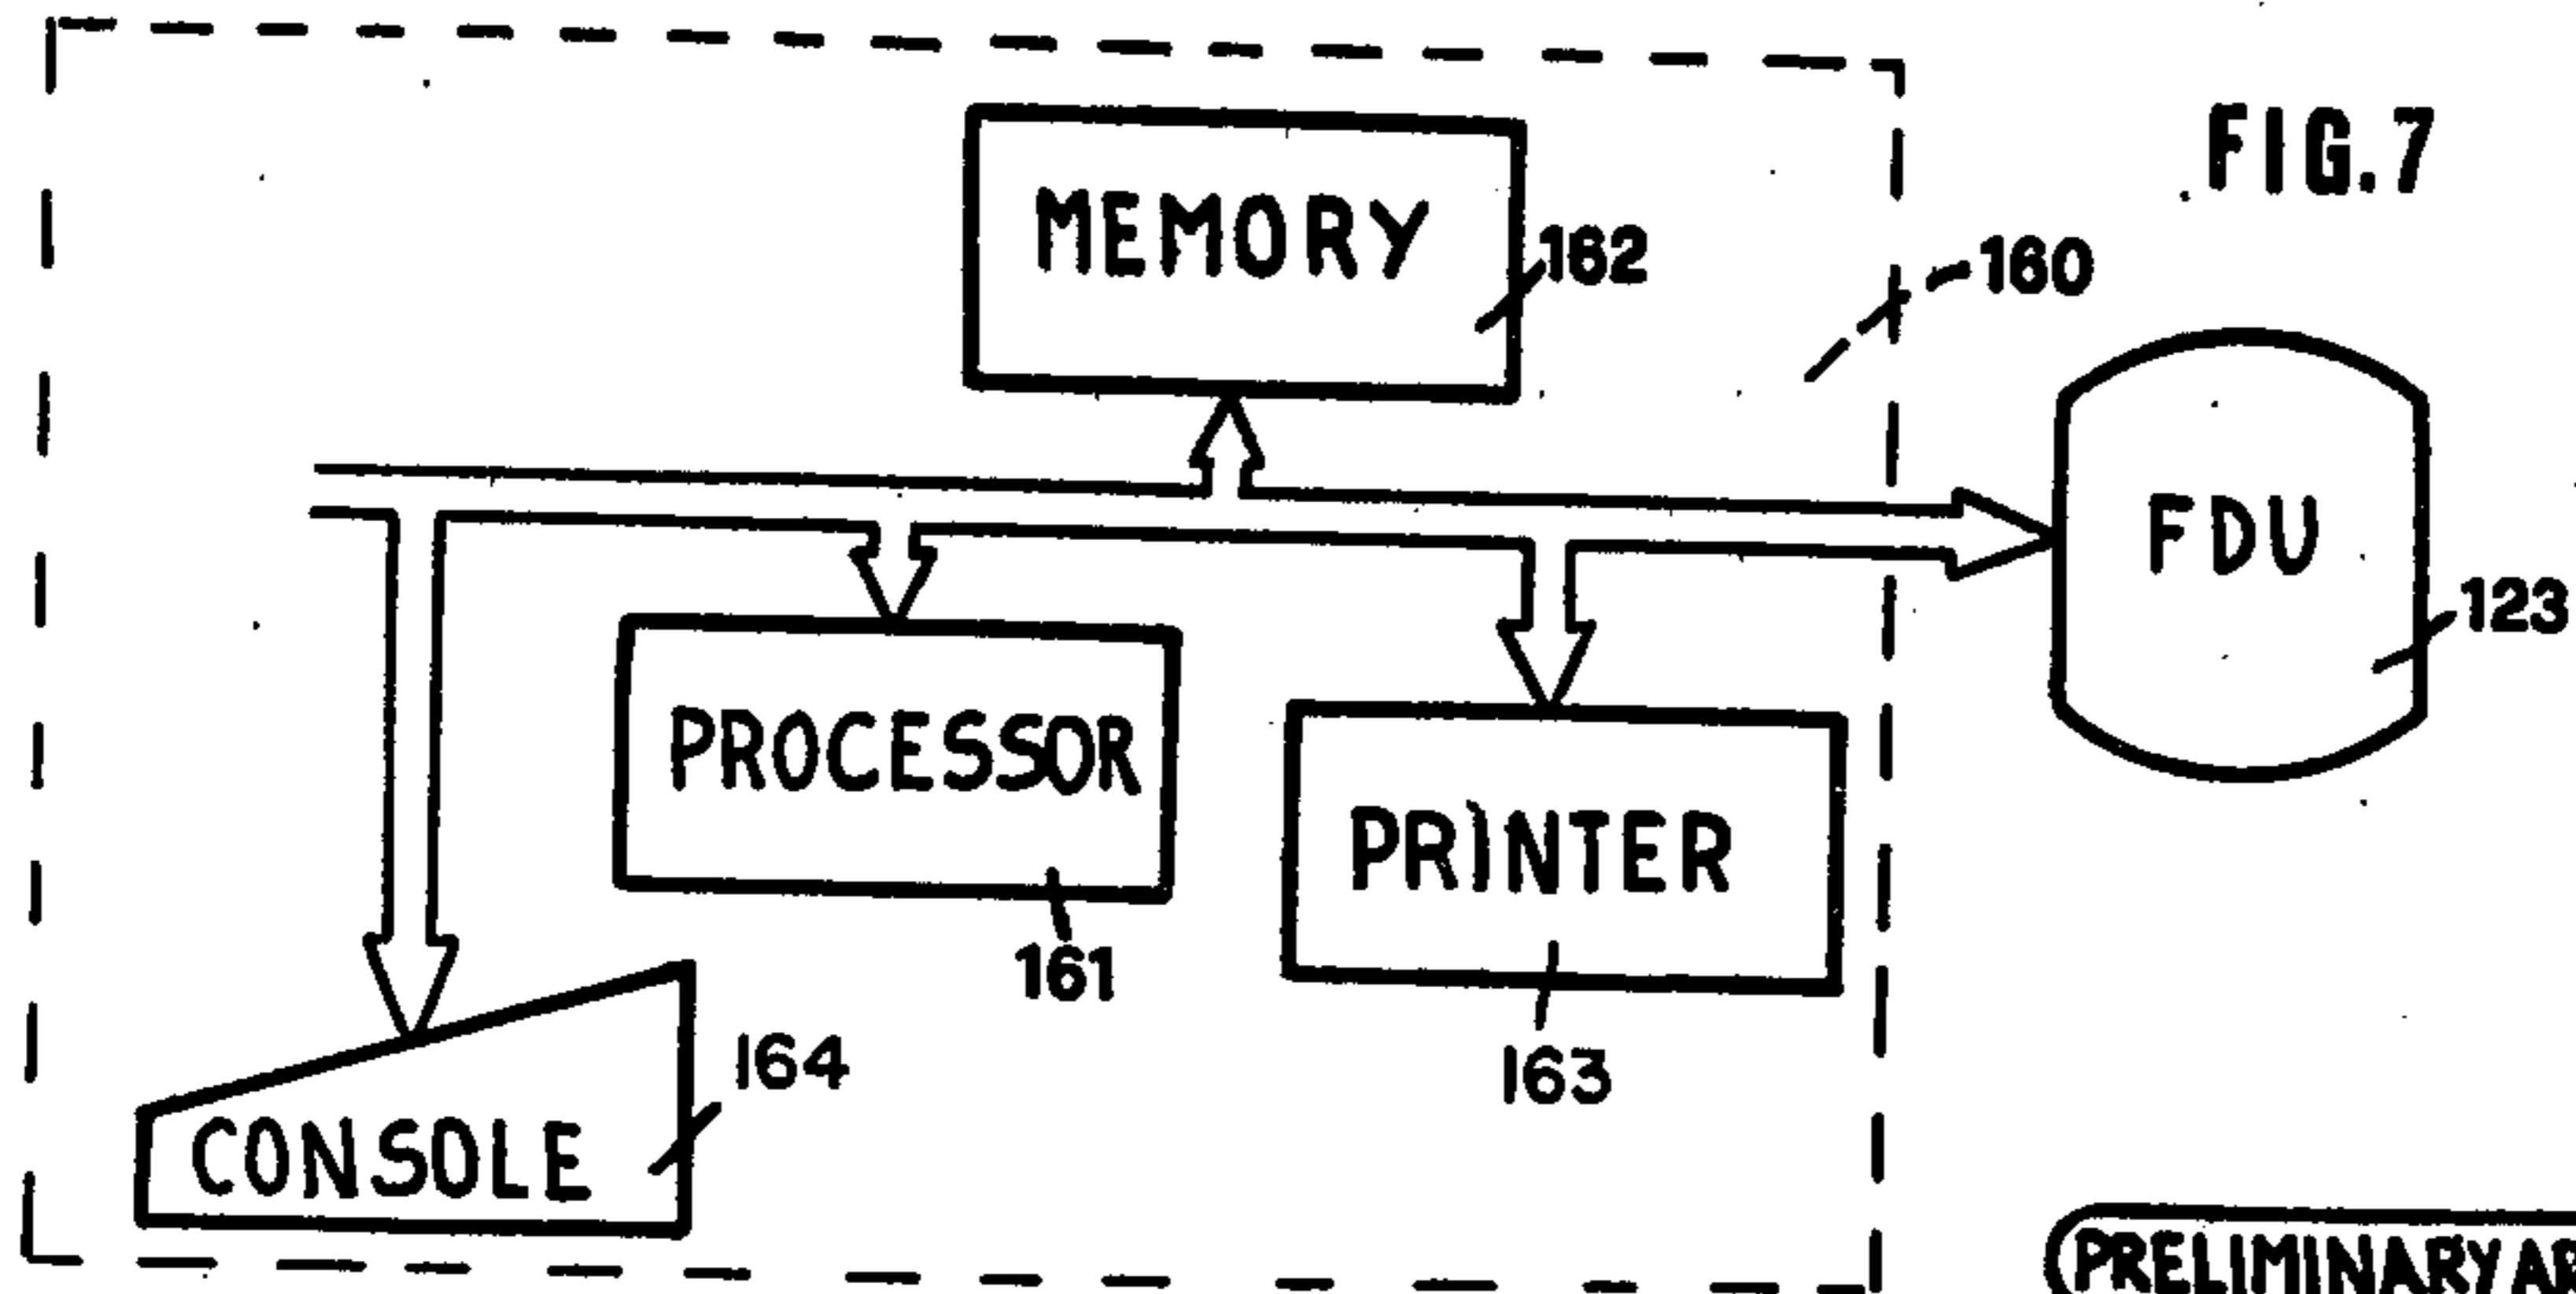 FIG.7
MEMORY
162
160
FDU
123
PROCESSOR
161
PRINTER
163
CONSOLE
164
PRELIMINARY